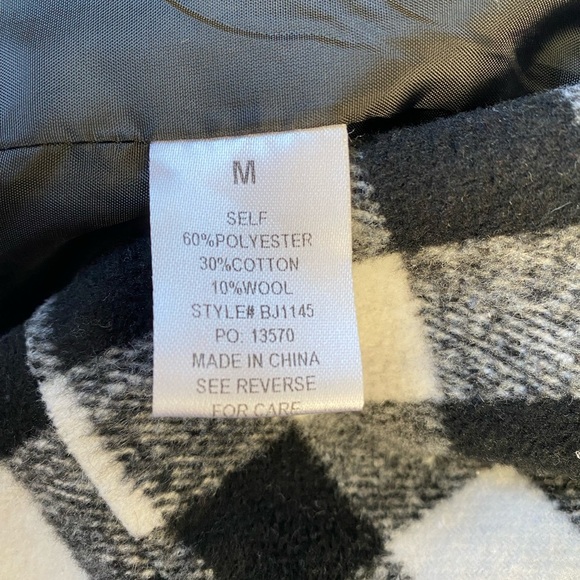 M
SELF
60%POLYESTER
30%COTTON
10%WOOL
STYLE# BJ1145
PO: 13570
MADE IN CHINA
SEE REVERSE
FOR CARE